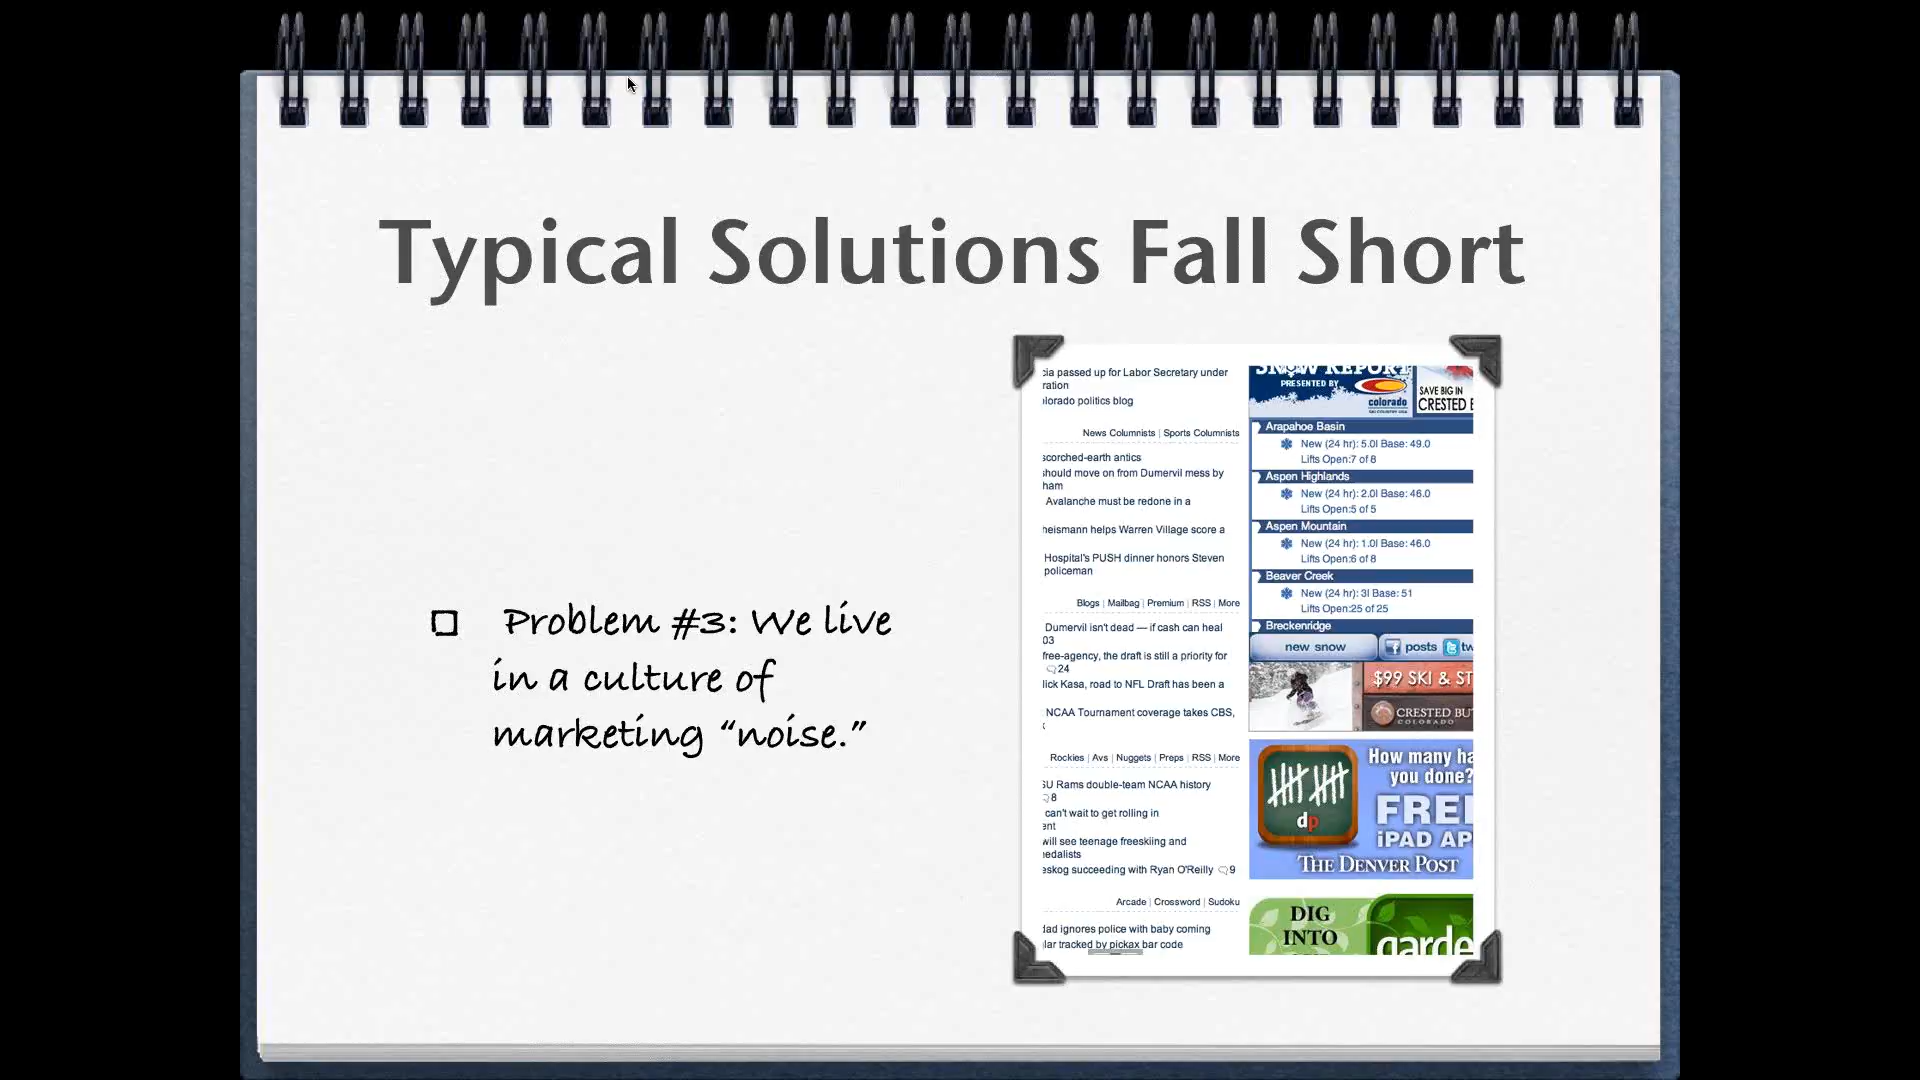 Typical Solutions Fall Short
Problem #3: We live
in a culture of
marketing “noise.”
cia passed up for Labor Secretary under
ration
olorado politics blog
News Columnists | Sports Columnists
scorched-earth antics
should move on from Dumervil mess by
ham
Avalanche must be redone in a
heismann helps Warren Village score a
Hospital's PUSH dinner honors Steven
policeman
Blogs | Mailbag | Premium | RSS | More
Dumervil isn't dead — if cash can heal
03
free-agency, the draft is still a priority for
24
lick Kasa, road to NFL Draft has been a
NCAA Tournament coverage takes CBS,
Rockies | Avs | Nuggets | Preps | RSS | More
SU Rams double-team NCAA history
8
can't wait to get rolling in
ent
will see teenage freeskiing and
nedalists
eskog succeeding with Ryan O'Reilly 9
Arcade | Crossword | Sudoku
dad ignores police with baby coming
lar tracked by pickax bar code
SNOW REPORT
PRESENTED BY
colorado
SKI COUNTRY USA
SAVE BIG IN
CRESTED B
Arapahoe Basin
New (24 hr): 5.0| Base: 49.0
Lifts Open:7 of 8
Aspen Highlands
New (24 hr): 2.0| Base: 46.0
Lifts Open:5 of 5
Aspen Mountain
New (24 hr): 1.0| Base: 46.0
Lifts Open:6 of 8
Beaver Creek
New (24 hr): 3| Base: 51
Lifts Open:25 of 25
Breckenridge
new snow
posts
tw
$99 SKI & ST
CRESTED BU
COLORADO
How many ha
you done?
dp
FREE
iPAD AP
THE DENVER POST
DIG
INTO
garde